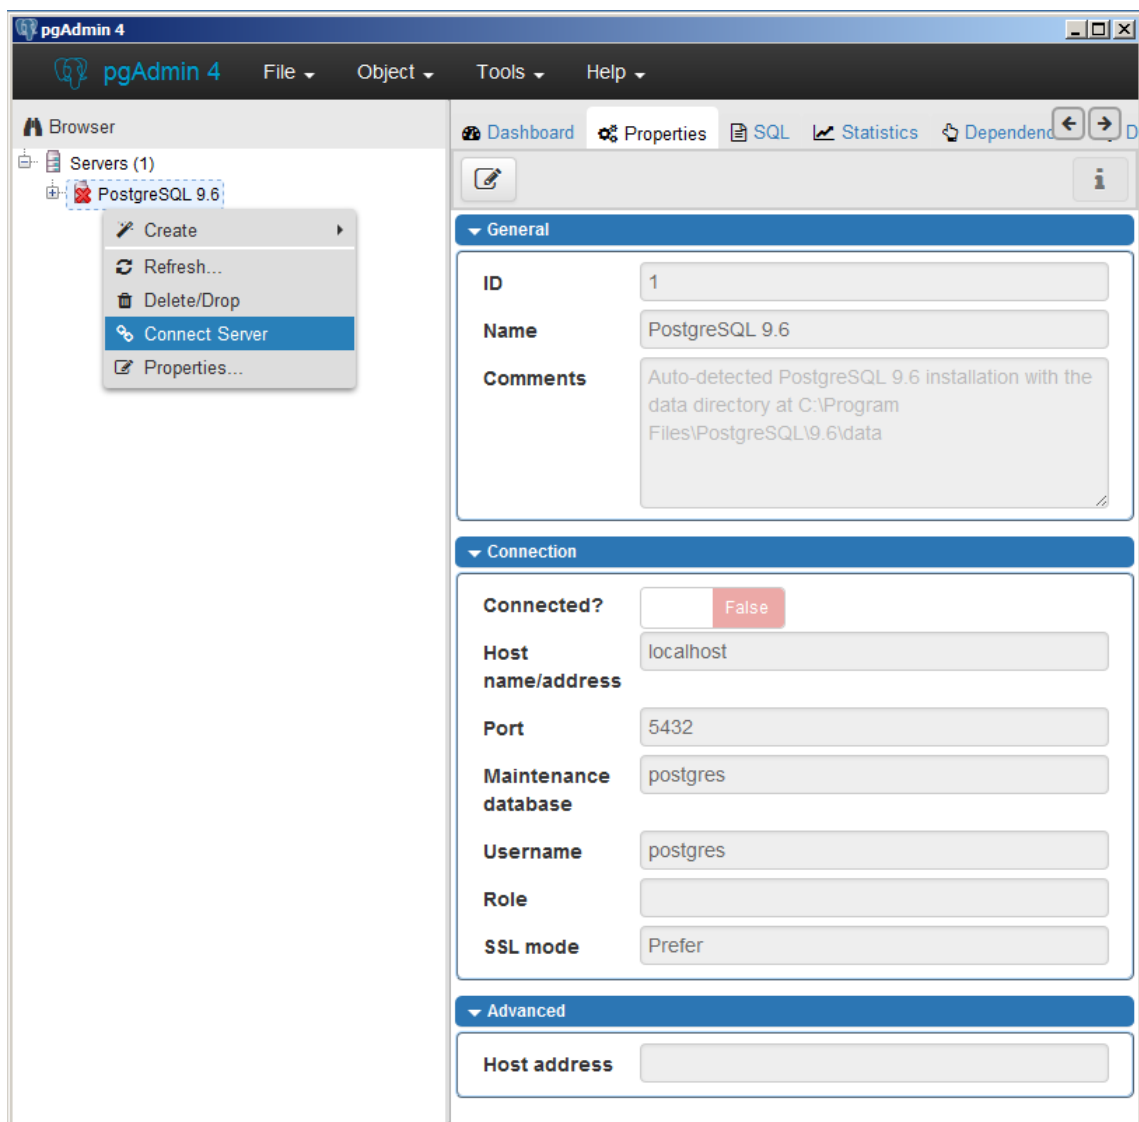 pgAdmin 4
pgAdmin 4 File Object Tools Help
Browser
Servers (1)
PostgreSQL 9.6
Create
Refresh...
Delete/Drop
Connect Server
Properties...
Dashboard Properties SQL Statistics Dependenc D
General
ID 1
Name PostgreSQL 9.6
Comments Auto-detected PostgreSQL 9.6 installation with the
data directory at C:\Program
Files\PostgreSQL\9.6\data
Connection
Connected? False
Host localhost
name/address
Port 5432
Maintenance postgres
database
Username postgres
Role
SSL mode Prefer
Advanced
Host address